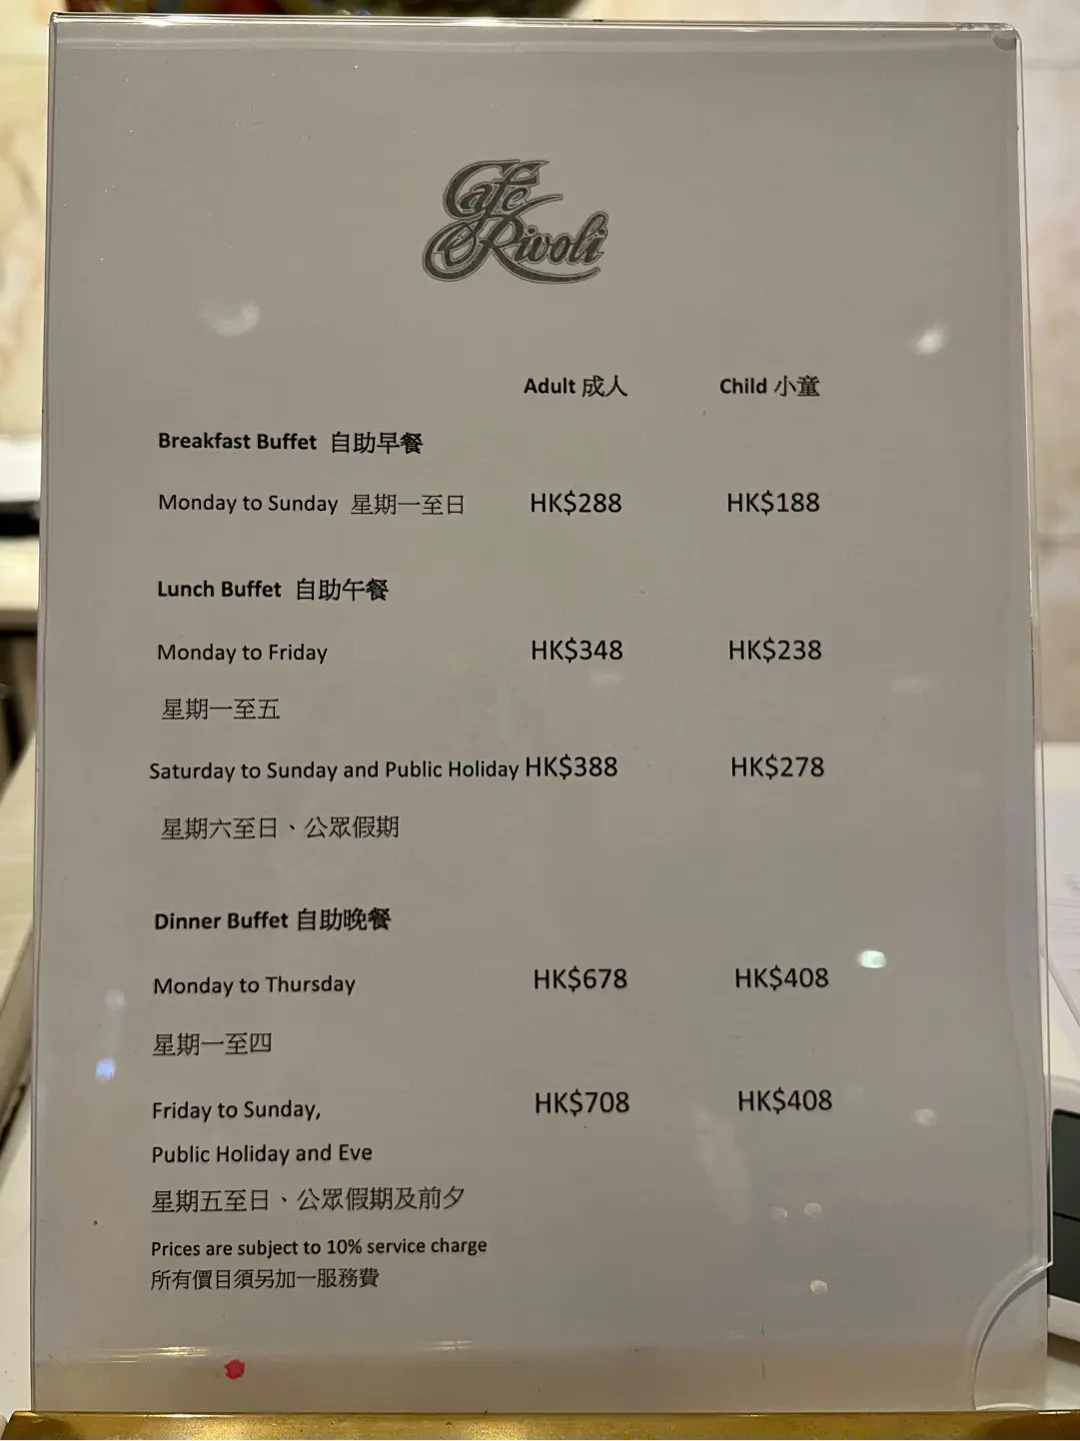 Cafe
Rivoli
Adult 成人 Child 小童
Breakfast Buffet 自助早餐
Monday to Sunday 星期一至日 HK$288 HK$188
Lunch Buffet 自助午餐
Monday to Friday HK$348 HK$238
星期一至五
Saturday to Sunday and Public Holiday HK$388 HK$278
星期六至日、公眾假期
Dinner Buffet 自助晚餐
Monday to Thursday HK$678 HK$408
星期一至四
Friday to Sunday, HK$708 HK$408
Public Holiday and Eve
星期五至日、公眾假期及前夕
Prices are subject to 10% service charge
所有價目須另加一服務費